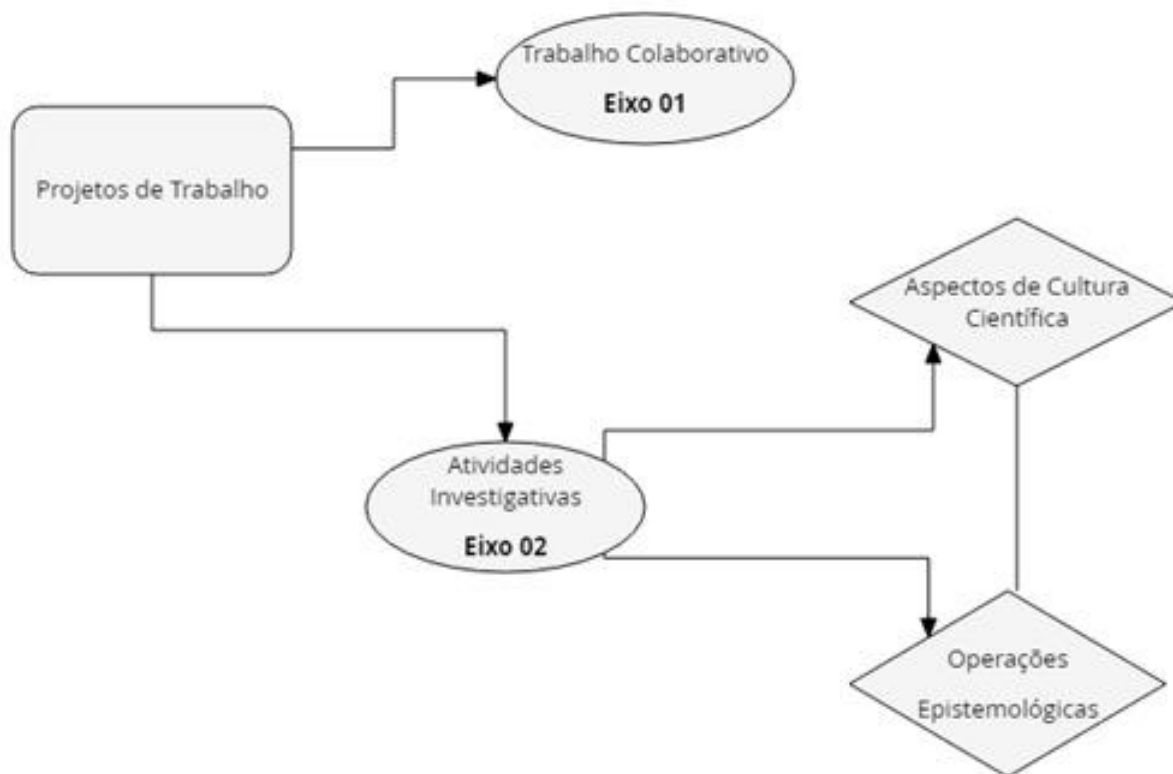 Trabalho Colaborativo
Eixo 01
Projetos de Trabalho
Aspectos de Cultura
Científica
Atividades
Investigativas
Eixo 02
Operações
Epistemológicas